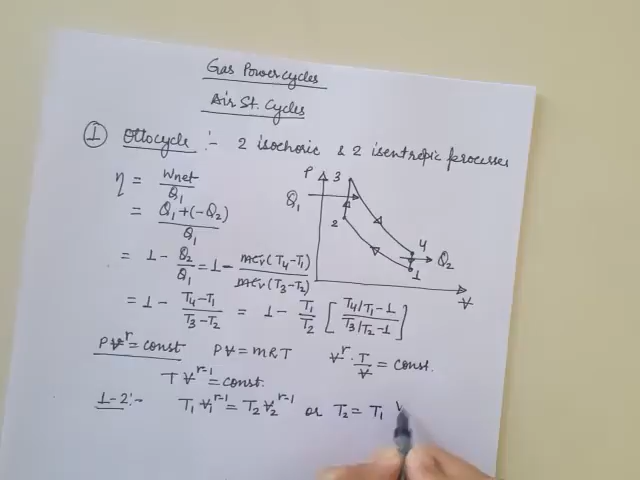 Gas Power cycles
Air St. Cycles
① Ottocycle :- 2 isochoric & 2 isentropic processes
η = Wnet/Q₁
= Q₁+(-Q₂)/Q₁
= 1 - Q₂/Q₁ = 1 - mCv(T₄-T₁)/mCv(T₃-T₂)
= 1 - T₄-T₁/T₃-T₂ = 1 - T₁/T₂ [T₄/T₁-1/T₃/T₂-1]
P 3
Q₁
2
4
Q₂
1
V
PV^r = const PV = mRT V^r · T/V = const.
TV^r-1 = const.
1-2:- T₁V₁^r-1 = T₂V₂^r-1 or T₂ = T₁